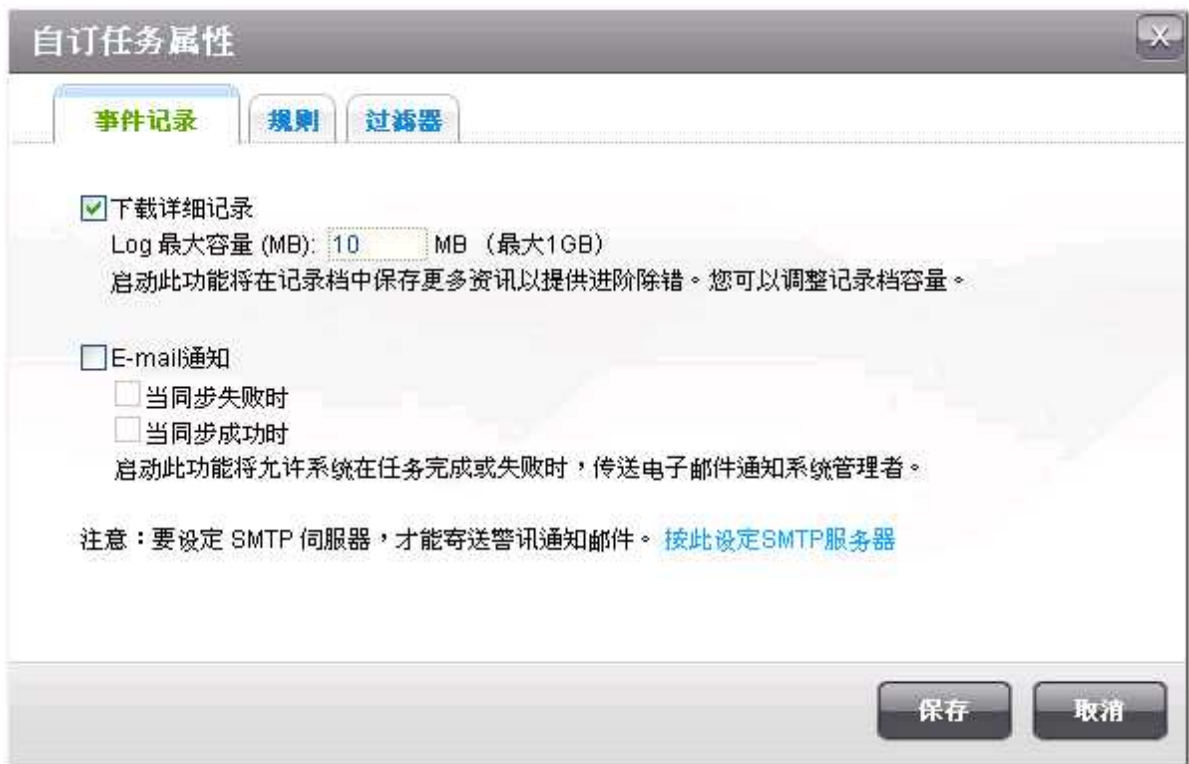 自订任务属性
X
事件记录 规则 过滤器
下载详细记录
Log 最大容量 (MB): 10 MB (最大1GB)
启动此功能将在记录档中保存更多资讯以提供进阶除错。您可以调整记录档容量。
E-mail通知
当同步失败时
当同步成功时
启动此功能将允许系统在任务完成或失败时，传送电子邮件通知系统管理者。
注意：要设定 SMTP 伺服器，才能寄送警讯通知邮件。 按此设定SMTP服务器
保存 取消